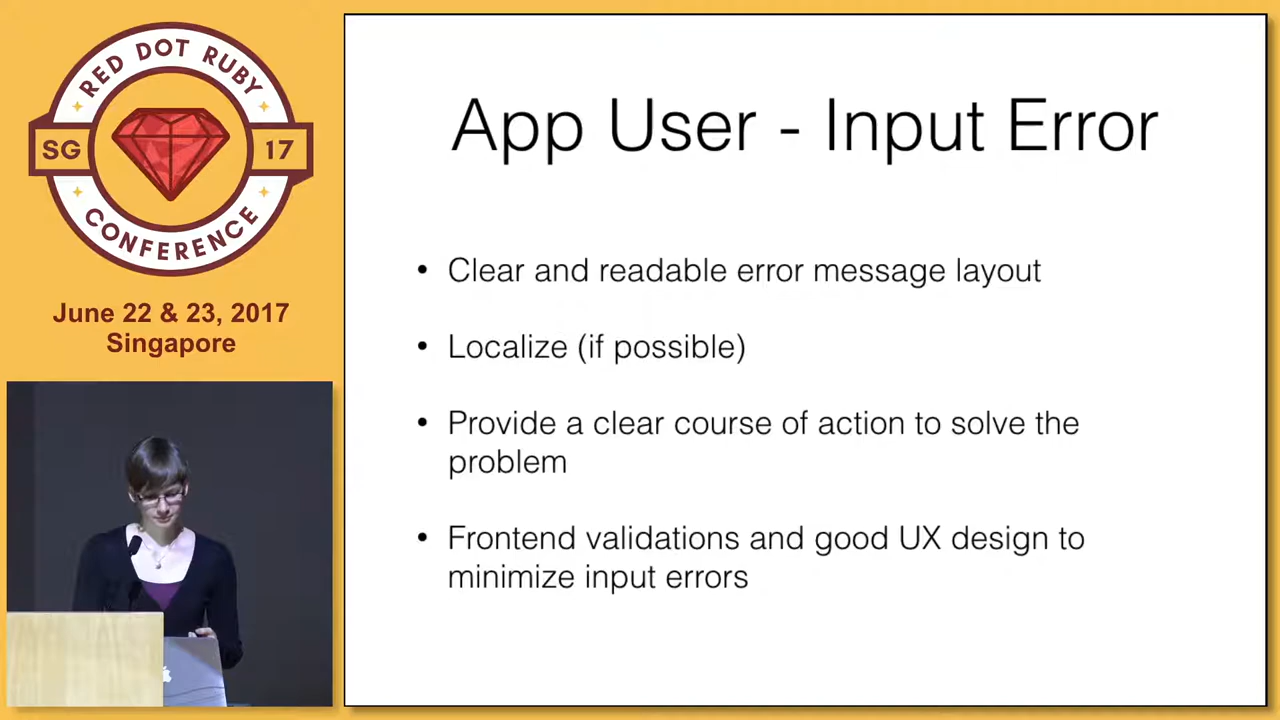 RED DOT RUBY
SG 17
CONFERENCE
June 22 & 23, 2017
Singapore
App User - Input Error
• Clear and readable error message layout
• Localize (if possible)
• Provide a clear course of action to solve the
problem
• Frontend validations and good UX design to
minimize input errors